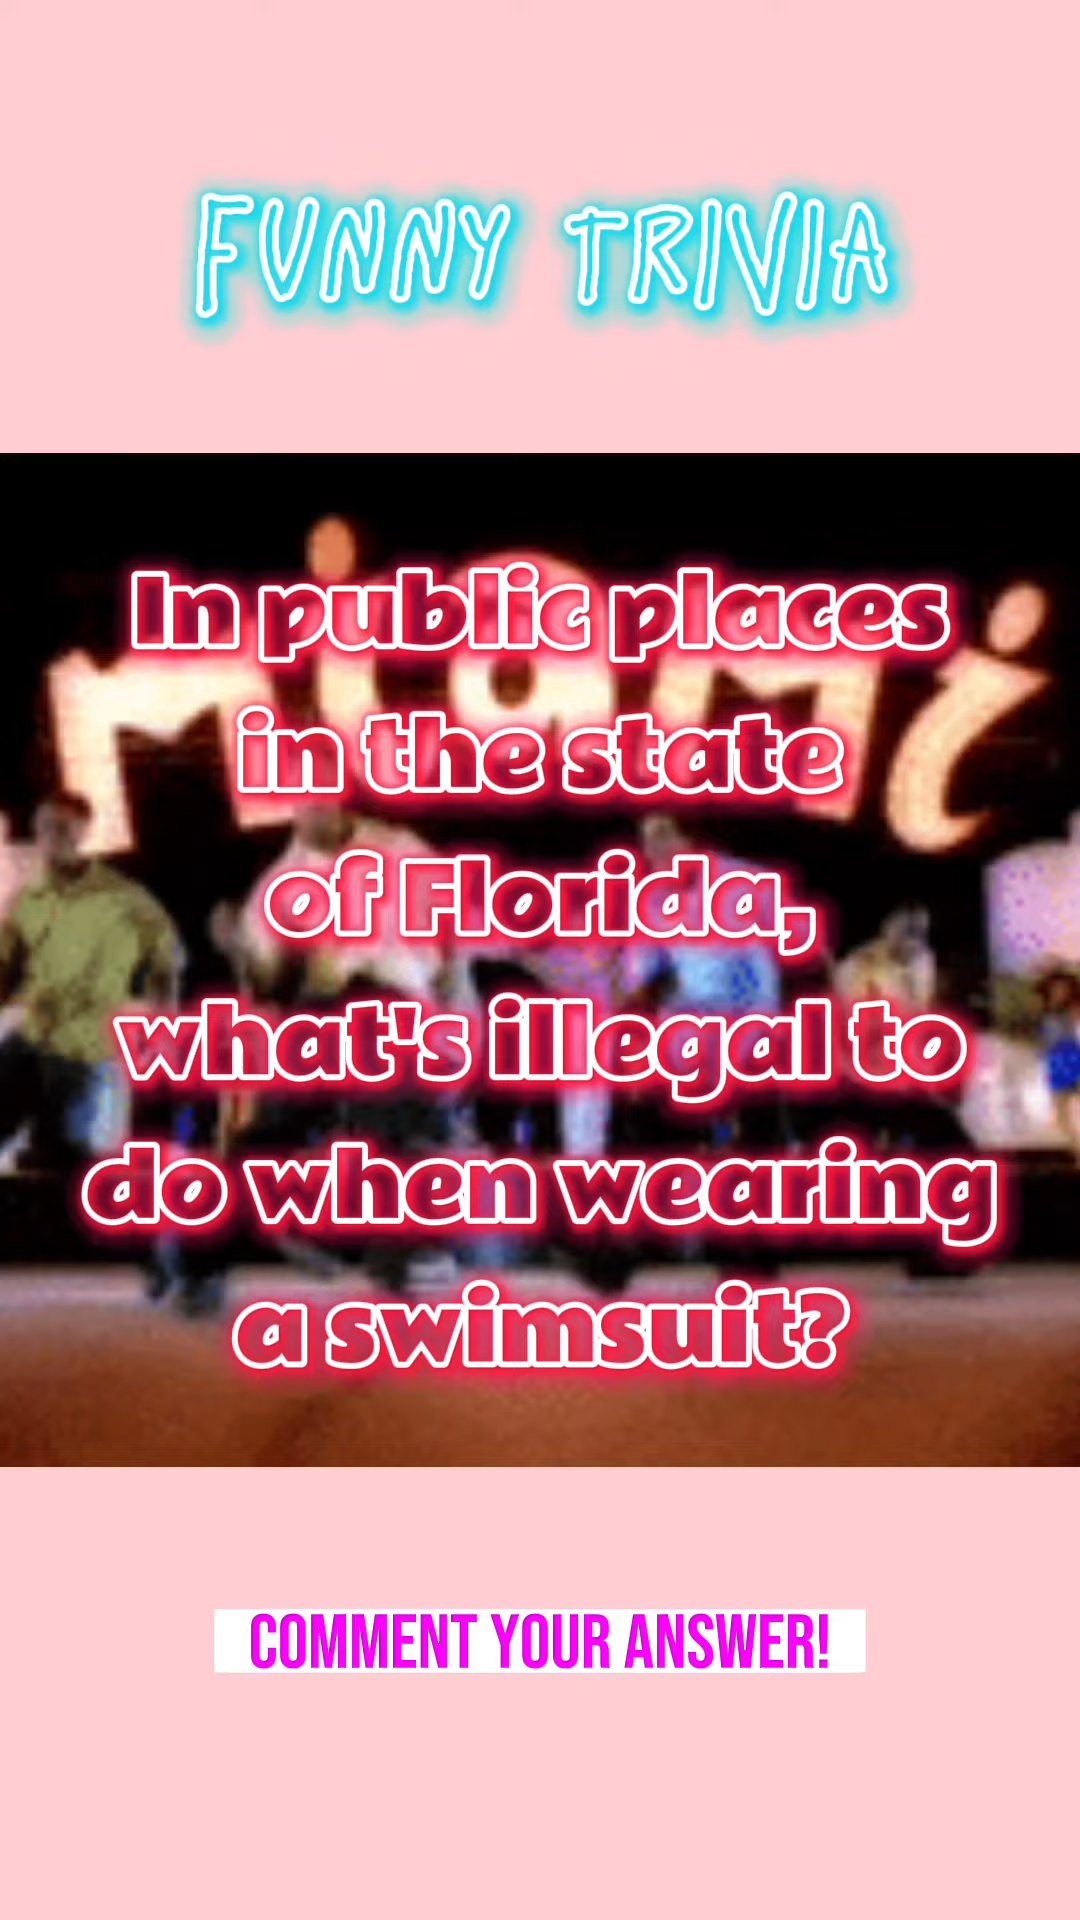 FUNNY TRIVIA
miami
In public places
in the state
of Florida,
what's illegal to
do when wearing
a swimsuit?
COMMENT YOUR ANSWER!